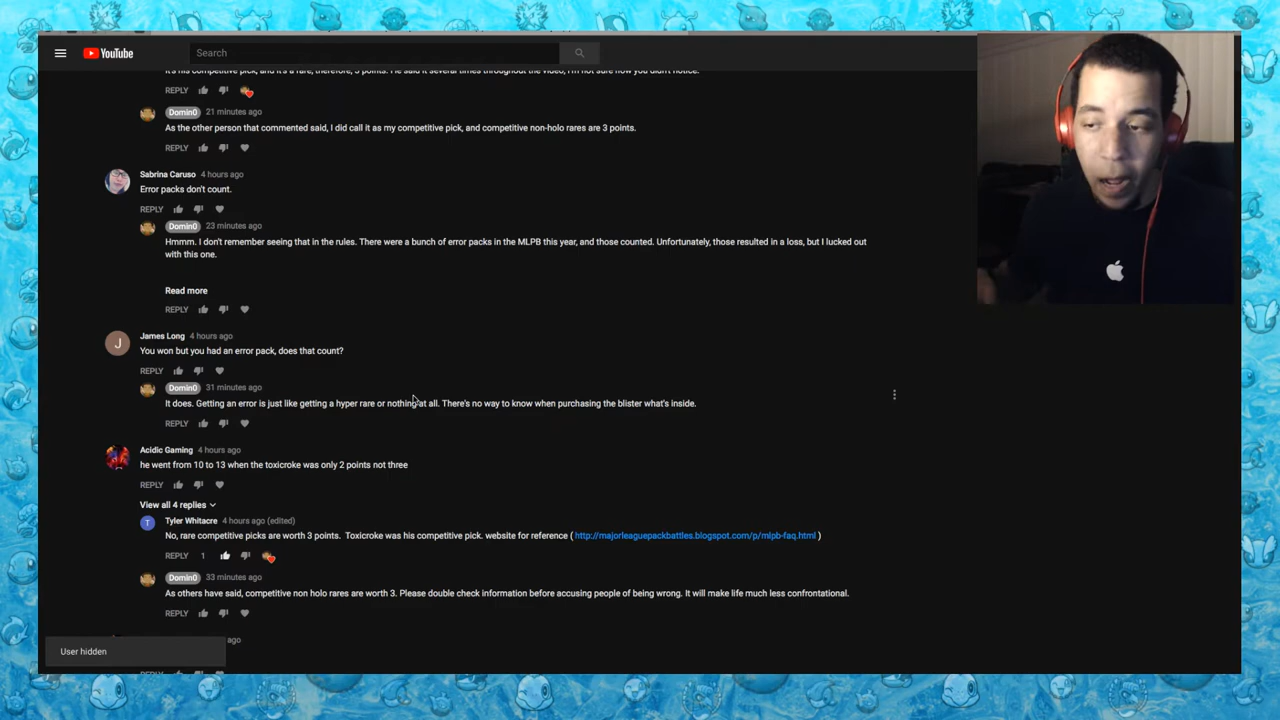 YouTube
Search
It's his competitive pick, and it's a rare, therefore, 3 points. He said it several times throughout the video, I'm not sure how you didn't notice.
REPLY
Domin0 21 minutes ago
As the other person that commented said, I did call it as my competitive pick, and competitive non-holo rares are 3 points.
REPLY
Sabrina Caruso 4 hours ago
Error packs don't count.
REPLY
Domin0 23 minutes ago
Hmmm. I don't remember seeing that in the rules. There were a bunch of error packs in the MLPB this year, and those counted. Unfortunately, those resulted in a loss, but I lucked out
with this one.
Read more
REPLY
J James Long 4 hours ago
You won but you had an error pack, does that count?
REPLY
Domin0 31 minutes ago
It does. Getting an error is just like getting a hyper rare or nothing at all. There's no way to know when purchasing the blister what's inside.
REPLY
Acidic Gaming 4 hours ago
he went from 10 to 13 when the toxicroke was only 2 points not three
REPLY
View all 4 replies
T Tyler Whitacre 4 hours ago (edited)
No, rare competitive picks are worth 3 points. Toxicroke was his competitive pick. website for reference ( http://majorleaguepackbattles.blogspot.com/p/mlpb-faq.html )
REPLY 1
Domin0 33 minutes ago
As others have said, competitive non holo rares are worth 3. Please double check information before accusing people of being wrong. It will make life much less confrontational.
REPLY
ago
User hidden